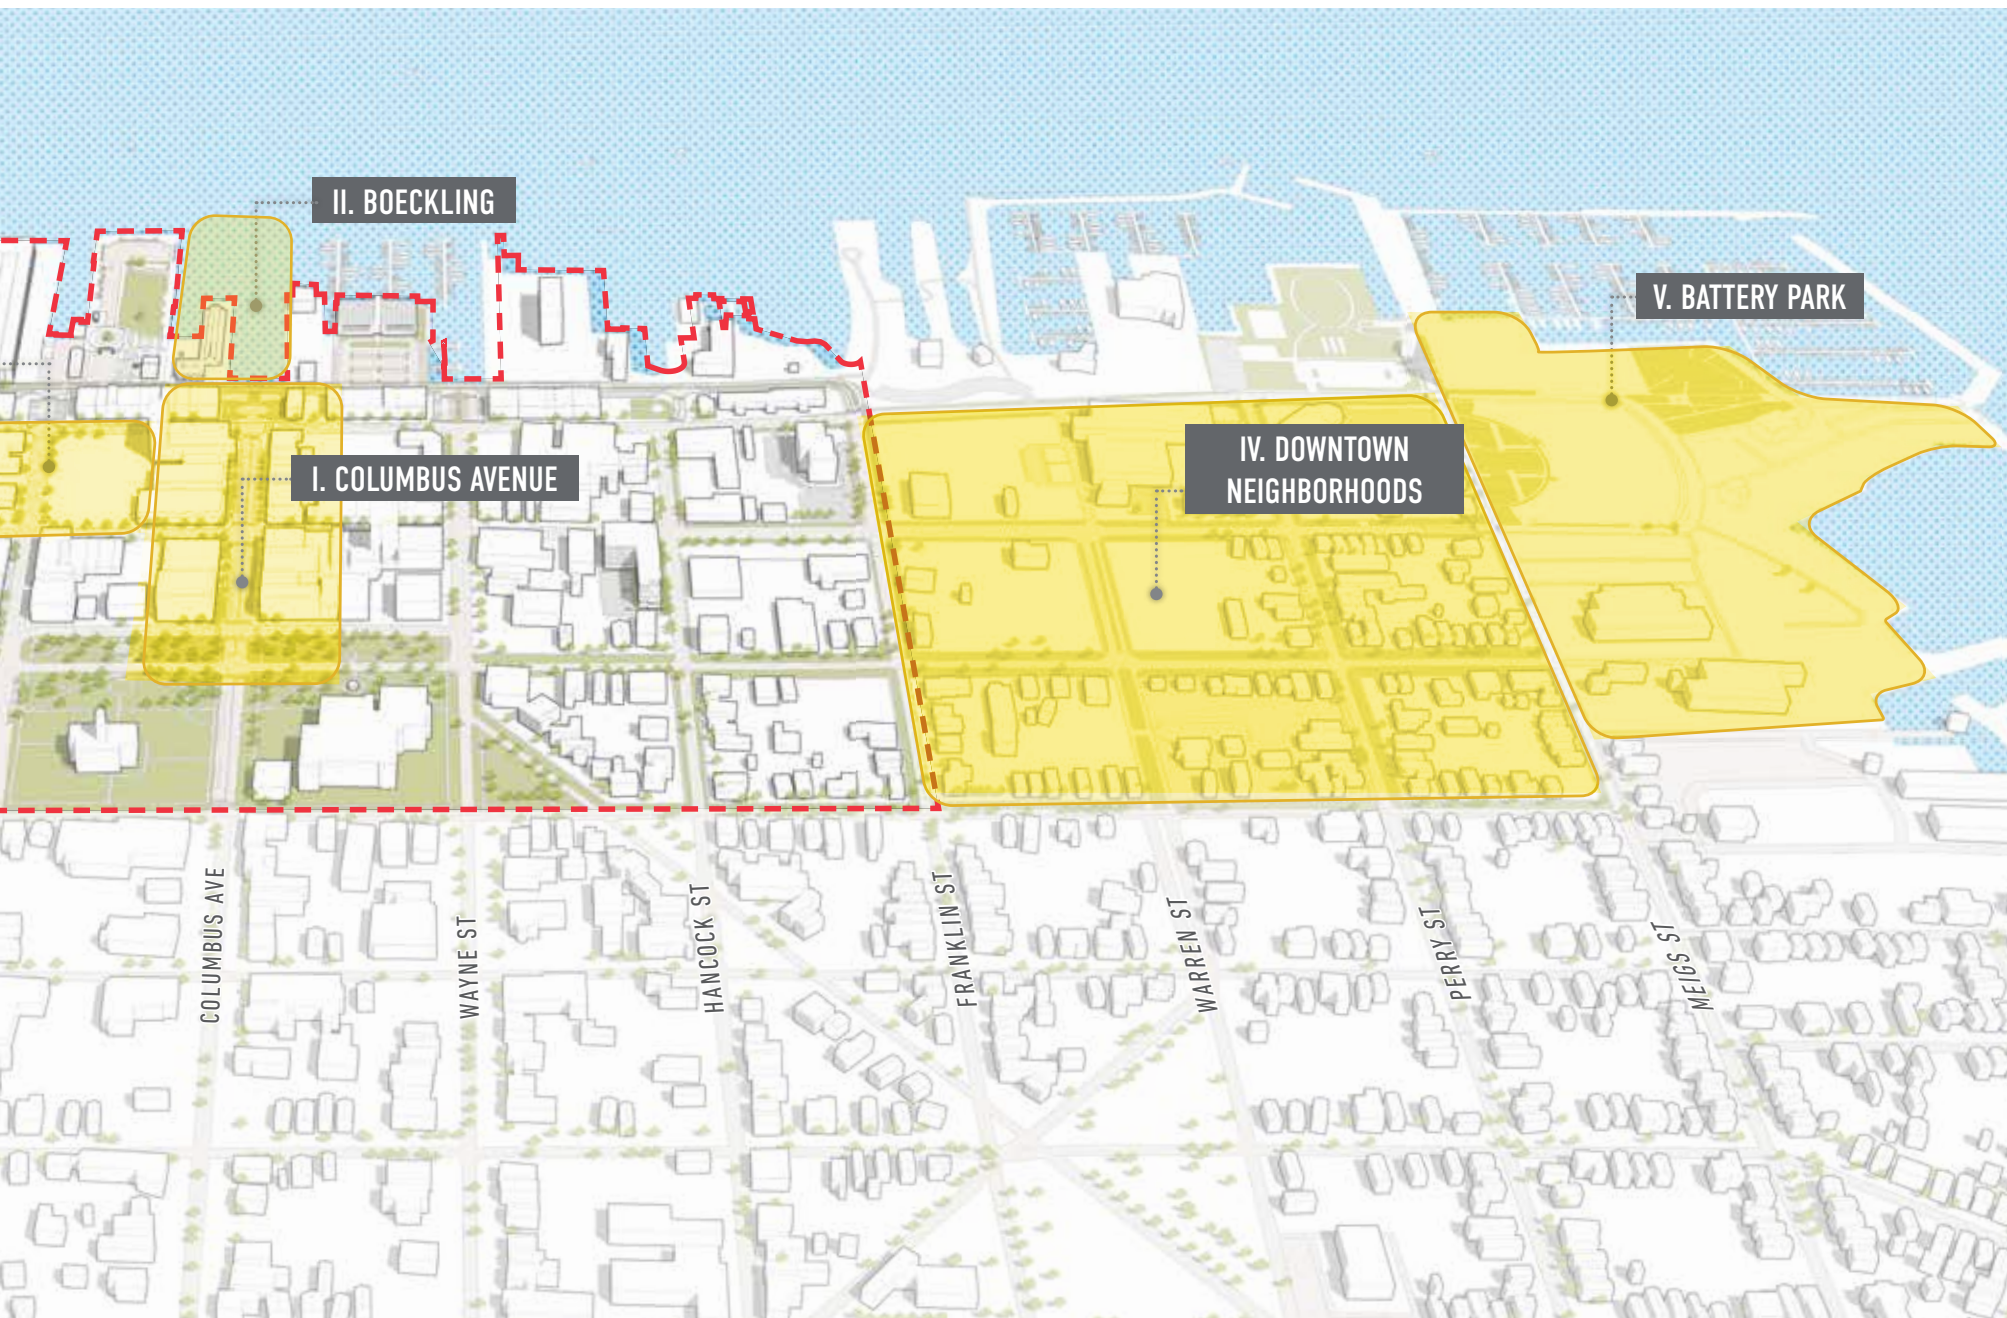 II. BOECKLING
V. BATTERY PARK
IV. DOWNTOWN
NEIGHBORHOODS
I. COLUMBUS AVENUE
COLUMBUS AVE
WAYNE ST
HANCOCK ST
FRANKLIN ST
WARREN ST
PERRY ST
MEIGS ST